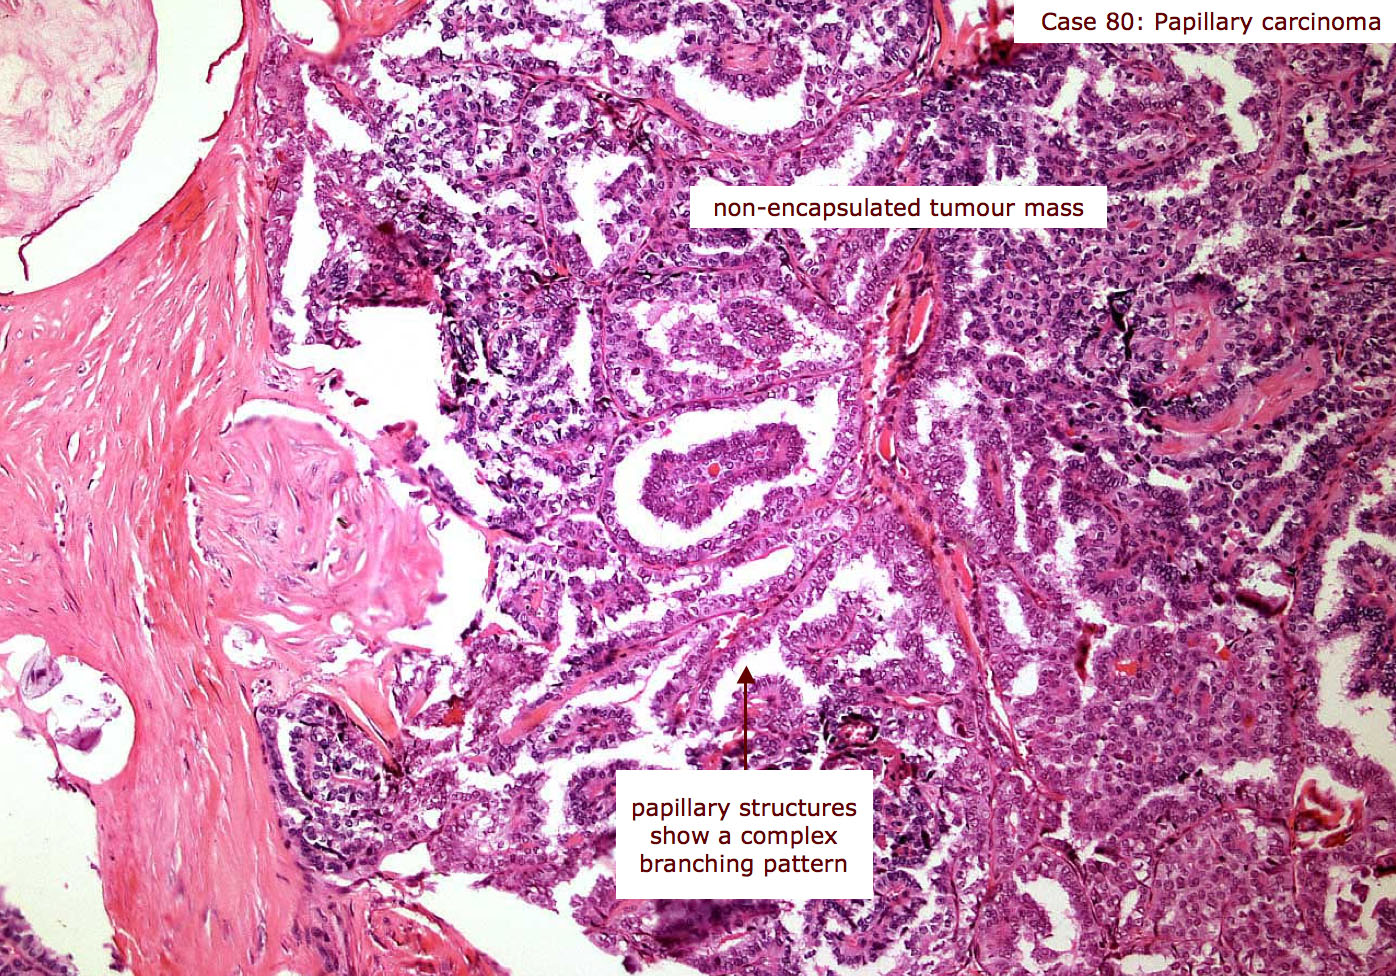 Case 80: Papillary carcinoma
non-encapsulated tumour mass
papillary structures
show a complex
branching pattern